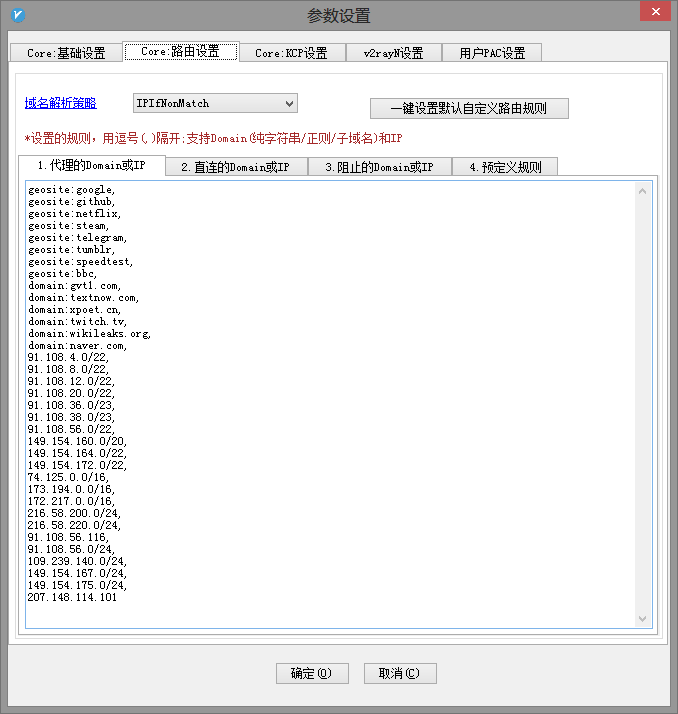 参数设置
Core:基础设置
Core:路由设置
Core:KCP设置
v2rayN设置
用户PAC设置
域名解析策略
IPIfNonMatch
一键设置默认自定义路由规则
*设置的规则，用逗号(,)隔开;支持Domain(纯字符串/正则/子域名)和IP
1.代理的Domain或IP
2.直连的Domain或IP
3.阻止的Domain或IP
4.预定义规则
geosite:google,
geosite:github,
geosite:netflix,
geosite:steam,
geosite:telegram,
geosite:tumblr,
geosite:speedtest,
geosite:bbc,
domain:gvt1.com,
domain:textnow.com,
domain:xpoet.cn,
domain:twitch.tv,
domain:wikileaks.org,
domain:naver.com,
91.108.4.0/22,
91.108.8.0/22,
91.108.12.0/22,
91.108.20.0/22,
91.108.36.0/23,
91.108.38.0/23,
91.108.56.0/22,
149.154.160.0/20,
149.154.164.0/22,
149.154.172.0/22,
74.125.0.0/16,
173.194.0.0/16,
172.217.0.0/16,
216.58.200.0/24,
216.58.220.0/24,
91.108.56.116,
91.108.56.0/24,
109.239.140.0/24,
149.154.167.0/24,
149.154.175.0/24,
207.148.114.101
确定(O)
取消(C)